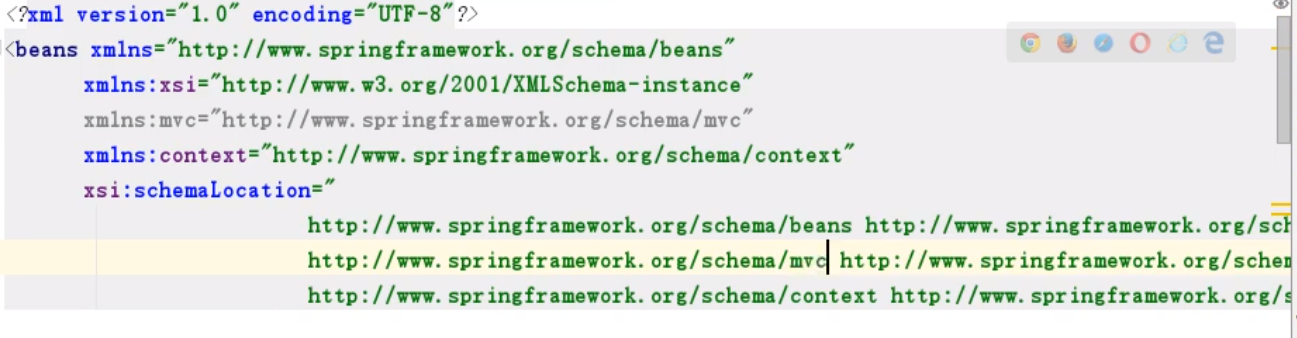 <?xml version="1.0" encoding="UTF-8"?>
<beans xmlns="http://www.springframework.org/schema/beans"
xmlns:xsi="http://www.w3.org/2001/XMLSchema-instance"
xmlns:mvc="http://www.springframework.org/schema/mvc"
xmlns:context="http://www.springframework.org/schema/context"
xsi:schemaLocation="
http://www.springframework.org/schema/beans http://www.springframework.org/sch
http://www.springframework.org/schema/mvc http://www.springframework.org/schem
http://www.springframework.org/schema/context http://www.springframework.org/s